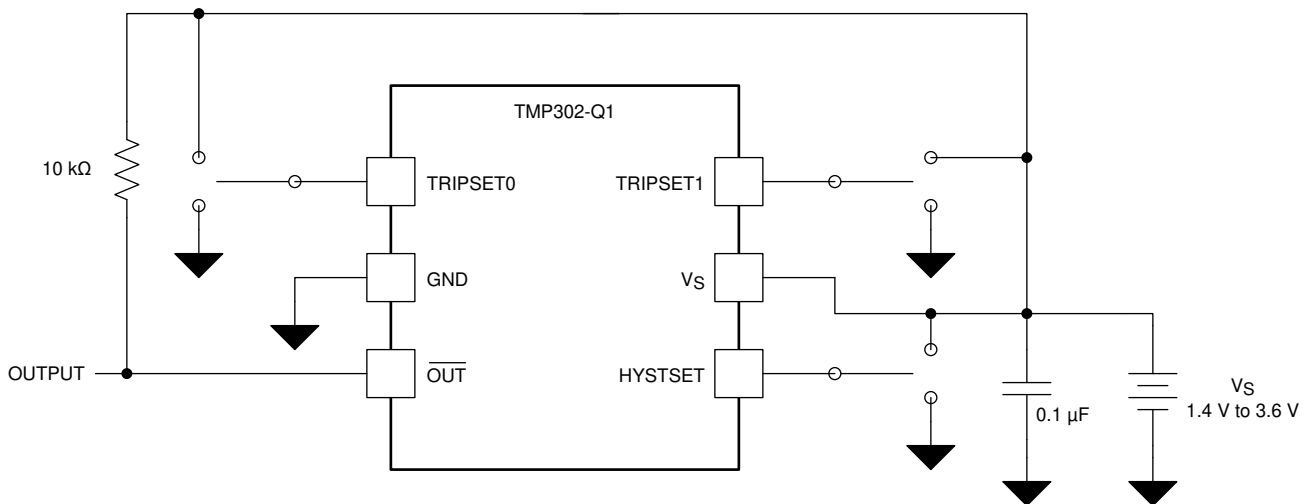 TMP302-Q1
10 kΩ
TRIPSET0
TRIPSET1
GND
VS
OUTPUT
OUT
HYSTSET
0.1 µF
VS
1.4 V to 3.6 V